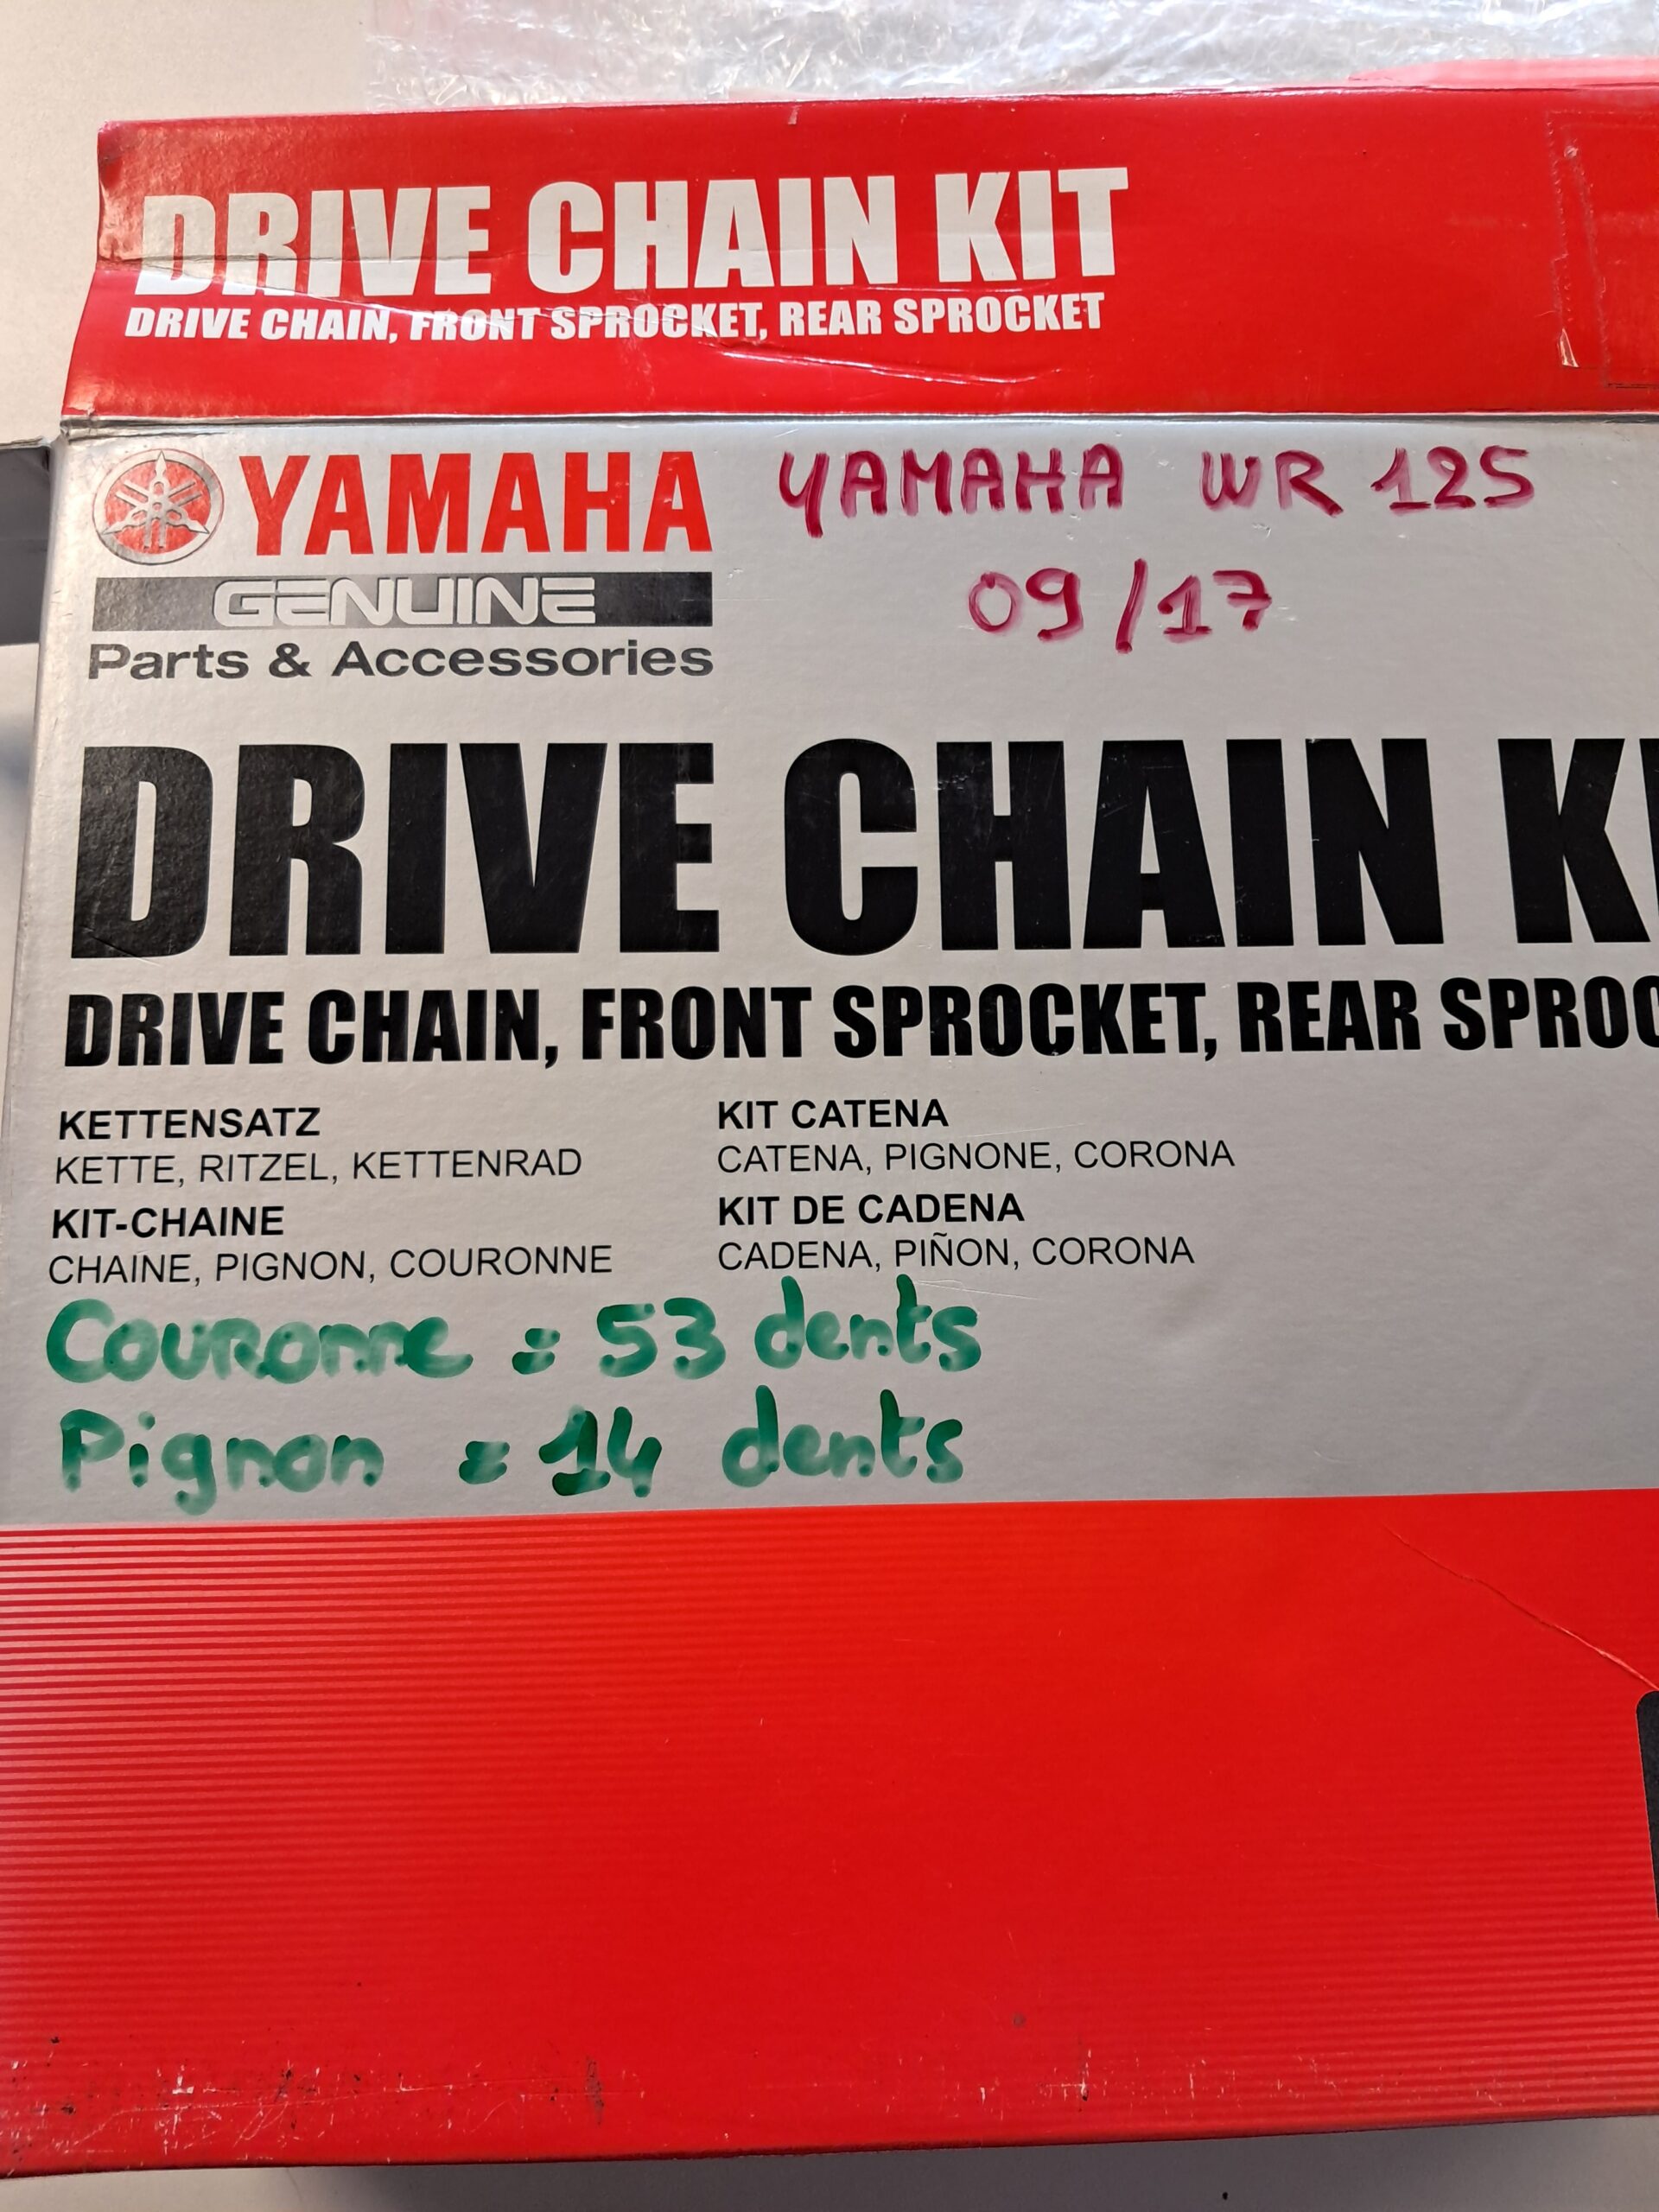 DRIVE CHAIN KIT
DRIVE CHAIN, FRONT SPROCKET, REAR SPROCKET
YAMAHA YAMAHA WR 125
GENUINE 09/17
Parts & Accessories
DRIVE CHAIN
DRIVE CHAIN, FRONT SPROCKET, REAR
KETTENSATZ
KETTE, RITZEL, KETTENRAD
KIT-CHAINE
CHAINE, PIGNON, COURONNE
KIT CATENA
CATENA, PIGNONE, CORONA
KIT DE CADENA
CADENA, PIÑON, CORONA
Couronne = 53 dents
Pignon = 14 dents